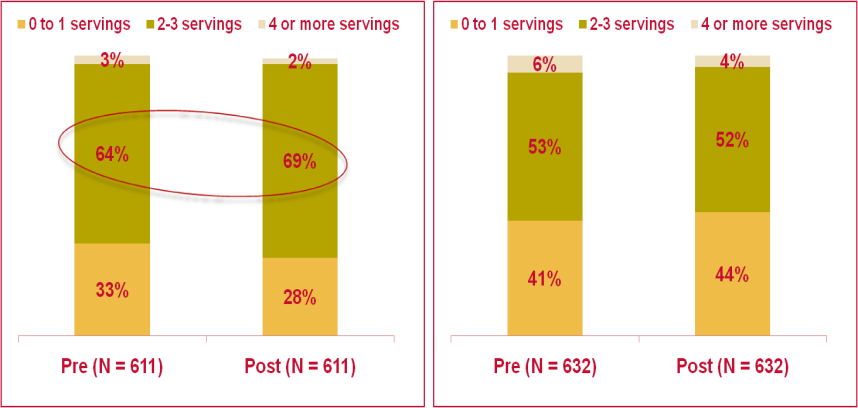 0 to 1 servings 2-3 servings 4 or more servings
3% 2%
64% 69%
33% 28%
Pre (N = 611) Post (N = 611)
0 to 1 servings 2-3 servings 4 or more servings
6% 4%
53% 52%
41% 44%
Pre (N = 632) Post (N = 632)